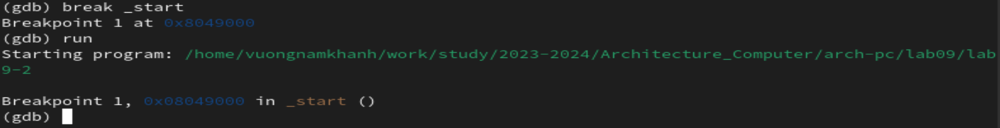 (gdb) break _start
Breakpoint 1 at 0x8049000
(gdb) run
Starting program: /home/vuongnamkhanh/work/study/2023-2024/Architecture_Computer/arch-pc/lab09/lab
9-2
Breakpoint 1, 0x08049000 in _start ()
(gdb)